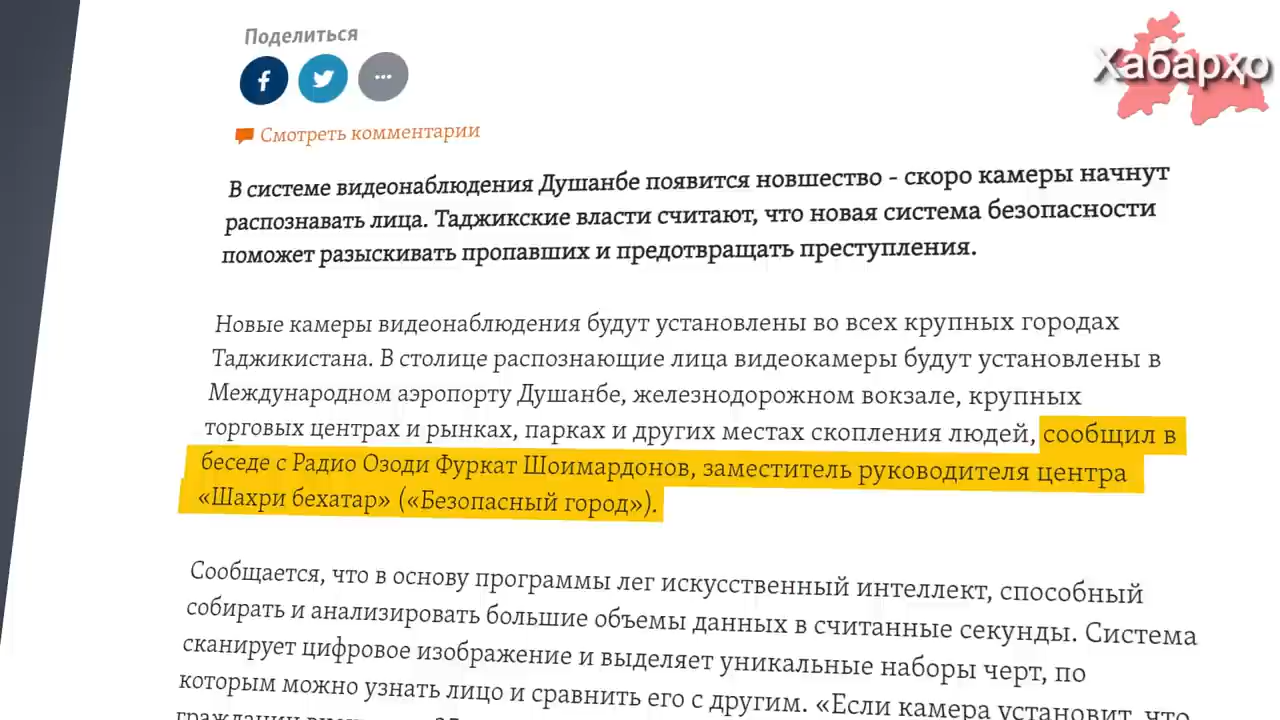 Поделиться
Хабарҳо
Смотреть комментарии
В системе видеонаблюдения Душанбе появится новшество - скоро камеры начнут
распознавать лица. Таджикские власти считают, что новая система безопасности
поможет разыскивать пропавших и предотвращать преступления.
Новые камеры видеонаблюдения будут установлены во всех крупных городах
Таджикистана. В столице распознающие лица видеокамеры будут установлены в
Международном аэропорту Душанбе, железнодорожном вокзале, крупных
торговых центрах и рынках, парках и других местах скопления людей, сообщил в
беседе с Радио Озоди Фуркат Шоимардонов, заместитель руководителя центра
«Шахри бехатар» («Безопасный город»).
Сообщается, что в основу программы лег искусственный интеллект, способный
собирать и анализировать большие объемы данных в считанные секунды. Система
сканирует цифровое изображение и выделяет уникальные наборы черт, по
которым можно узнать лицо и сравнить его с другим. «Если камера установит, что